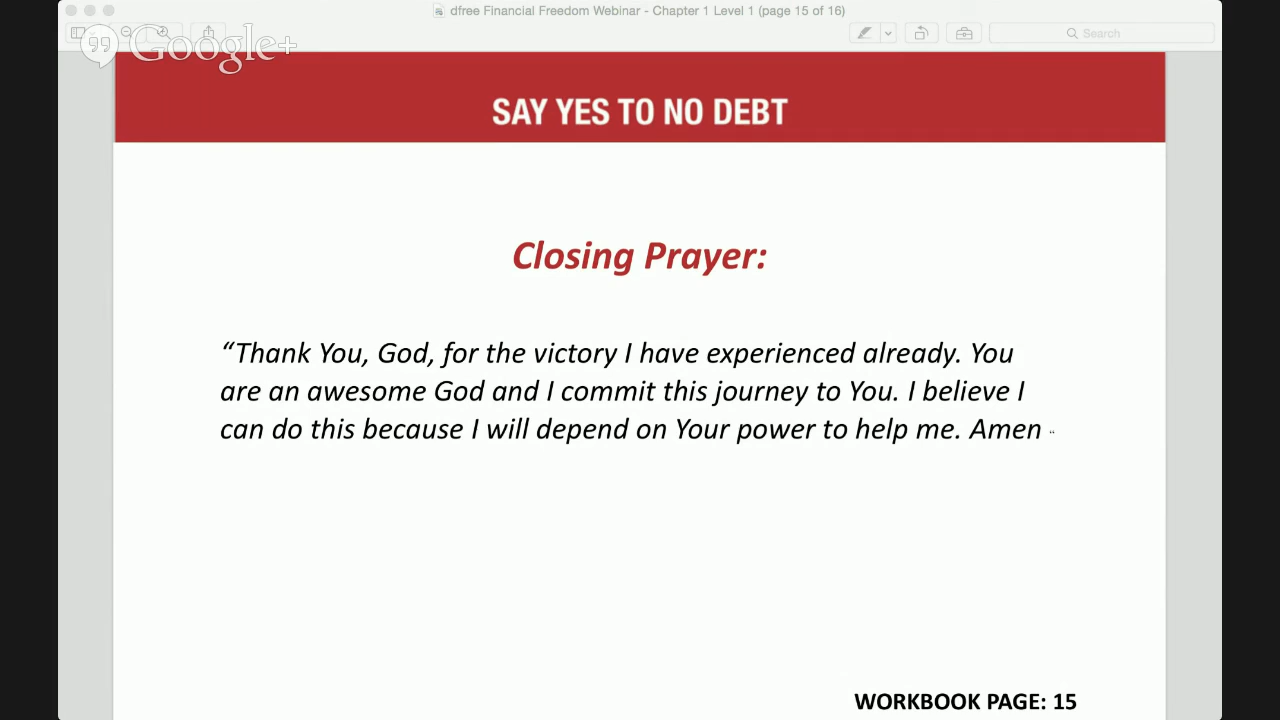 dfree Financial Freedom Webinar - Chapter 1 Level 1 (page 15 of 16)
Google+
Search
SAY YES TO NO DEBT
Closing Prayer:
“Thank You, God, for the victory I have experienced already. You
are an awesome God and I commit this journey to You. I believe I
can do this because I will depend on Your power to help me. Amen “
WORKBOOK PAGE: 15